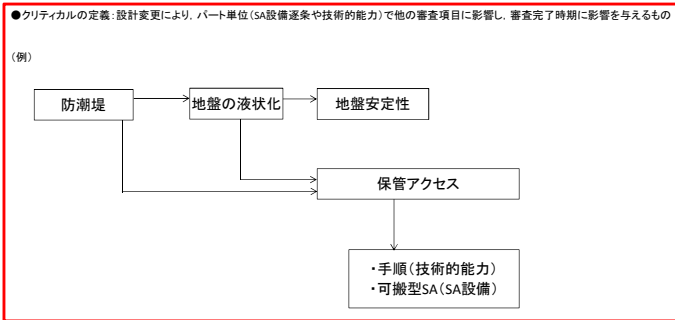 ●クリティカルの定義:設計変更により，パート単位(SA設備逐条や技術的能力)で他の審査項目に影響し，審査完了時期に影響を与えるもの
(例)
防潮堤
地盤の液状化
地盤安定性
保管アクセス
・手順(技術的能力)
・可搬型SA(SA設備)